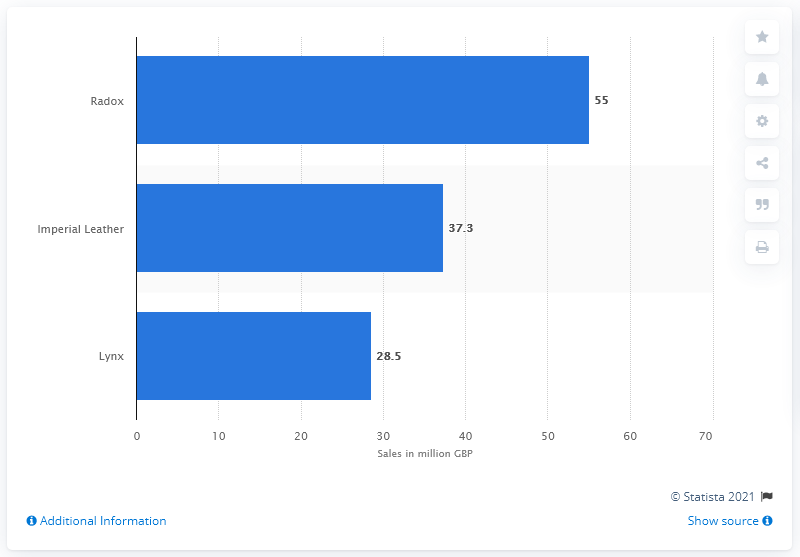 Radox
55
Imperial Leather
37.3
Lynx
28.5
0 10 20 30 40 50 60 70
Sales in million GBP
© Statista 2021
Additional Information
Show source